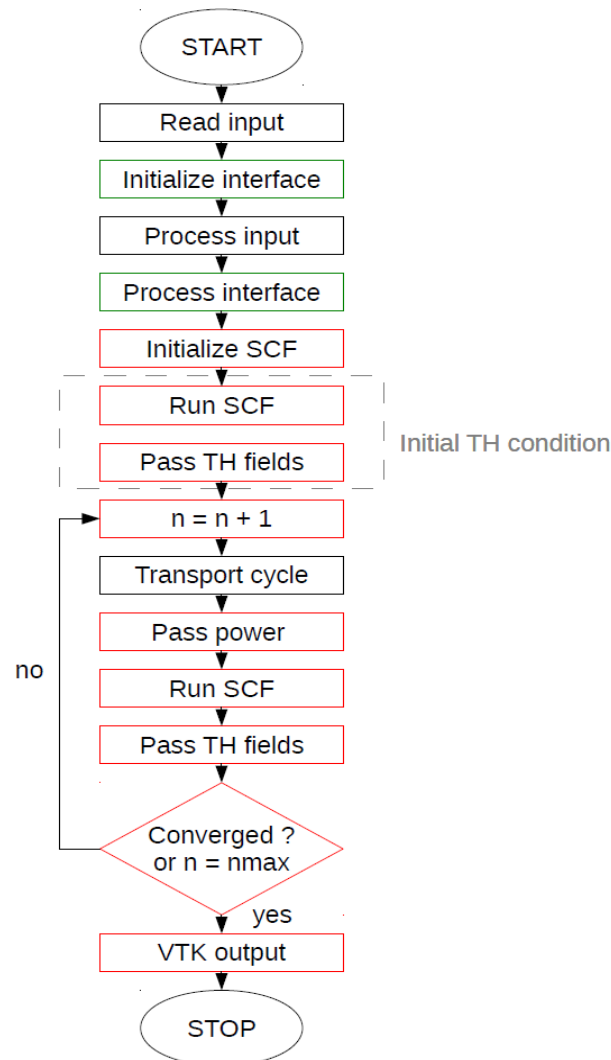 START
Read input
Initialize interface
Process input
Process interface
Initialize SCF
Run SCF
Initial TH condition
Pass TH fields
n = n + 1
Transport cycle
Pass power
no
Run SCF
Pass TH fields
Converged ?
or n = nmax
yes
VTK output
STOP